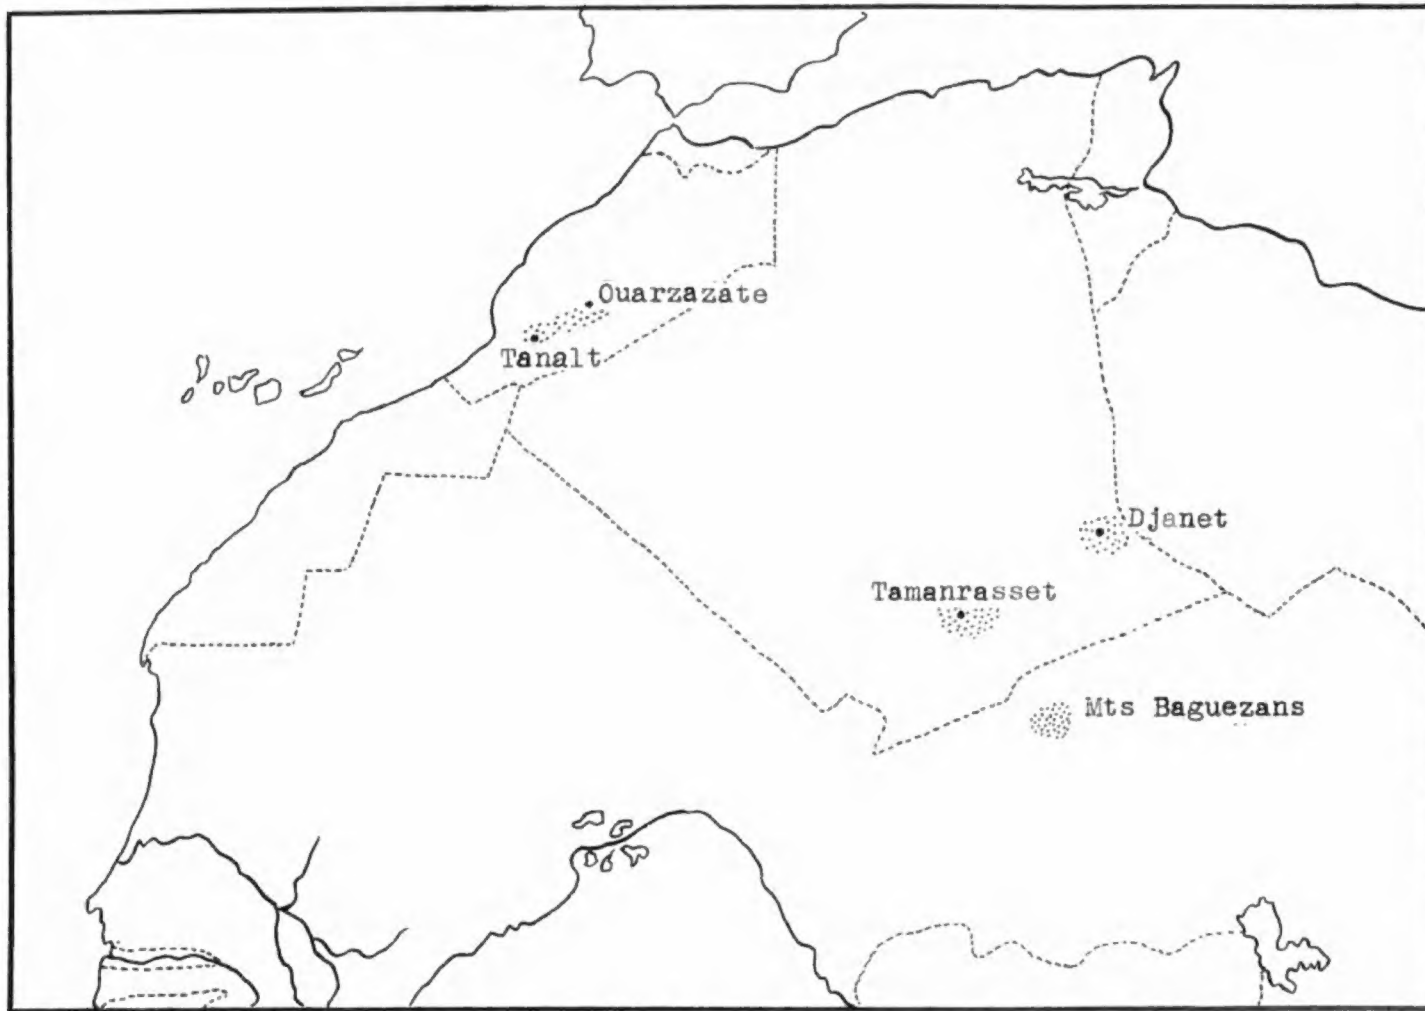 Ouarzazate
Tanalt
Djanet
Tamanrasset
Mts Baguezans